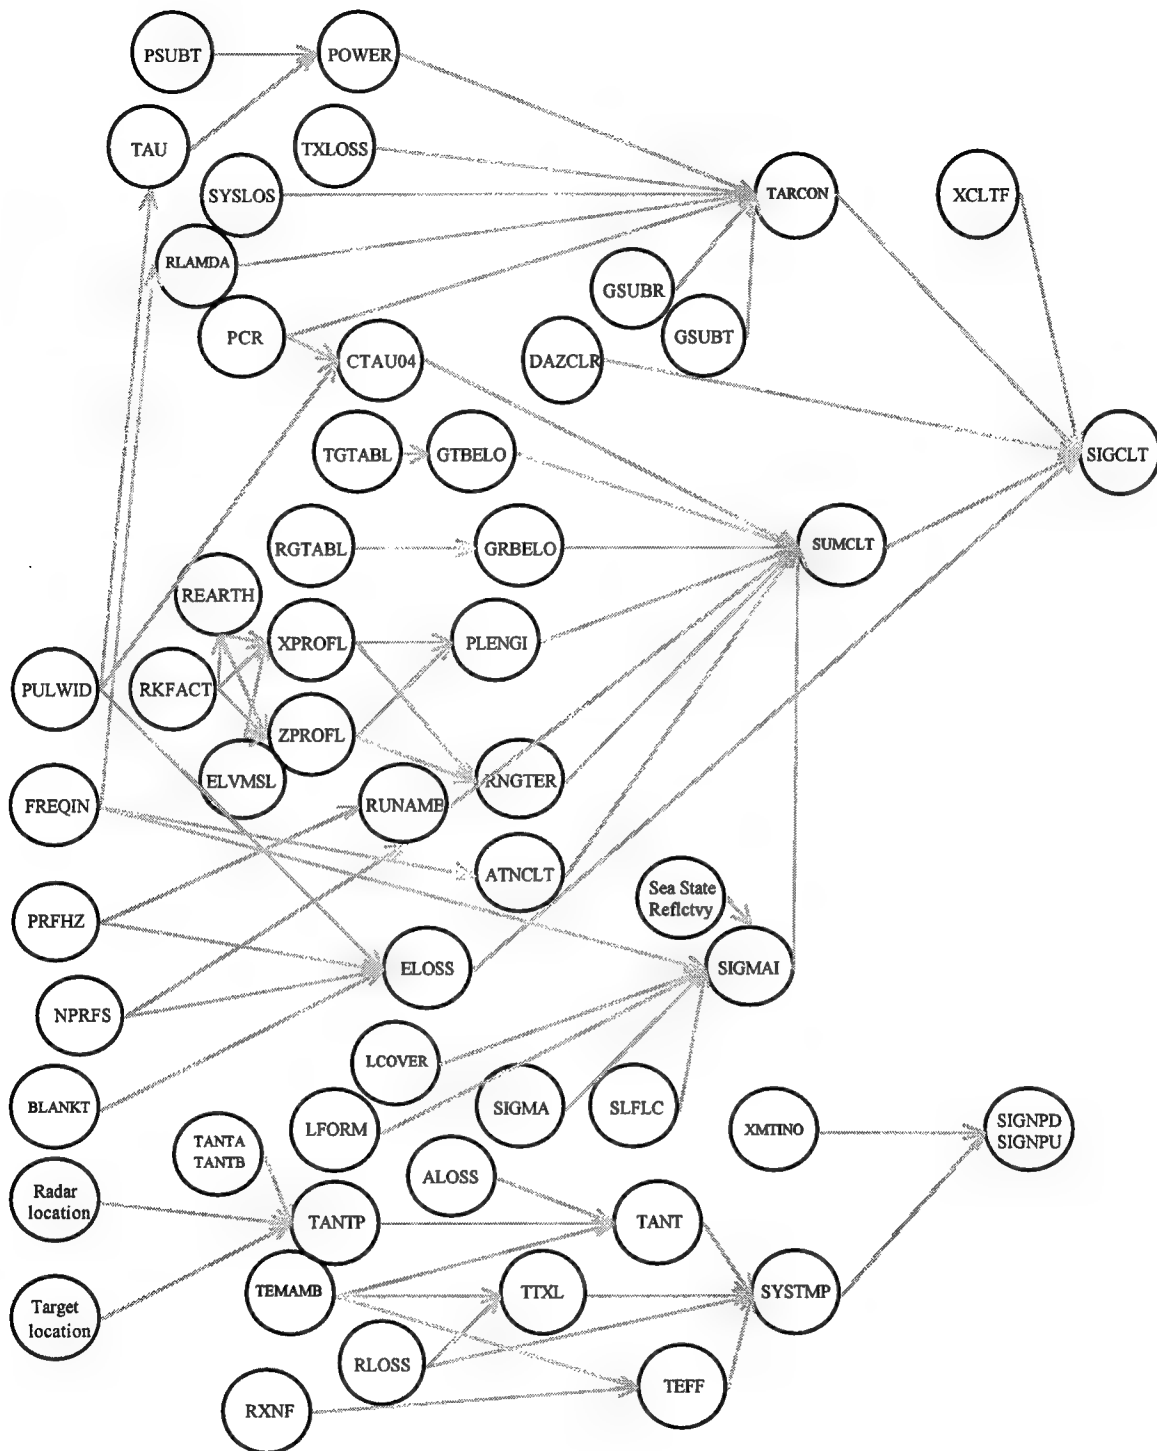 PSUBT
POWER
TAU
TXLOSS
SYSLOS
TARCON
XCLTF
RLAMDA
GSUBR
PCR
GSUBT
CTAU04
DAZCLR
TGTABL
GTBELO
SIGCLT
RGTABL
GRBELO
SUMCLT
REARTH
XPROFL
PLENGI
PULWID
RKFACT
ZPROFL
ELVMSL
RNGTER
FREQIN
RUNAME
ATNCLT
Sea State
Reflctvy
PRFHZ
ELOSS
SIGMAI
NPRFS
LCOVER
BLANKT
SIGMA
SLFLC
LFORM
XMTINO
SIGNPD
SIGNPU
TANTA
TANTB
ALOSS
Radar
location
TANTP
TANT
TEMAMB
TTXL
SYSTMP
Target
location
RLOSS
TEFF
RXNF